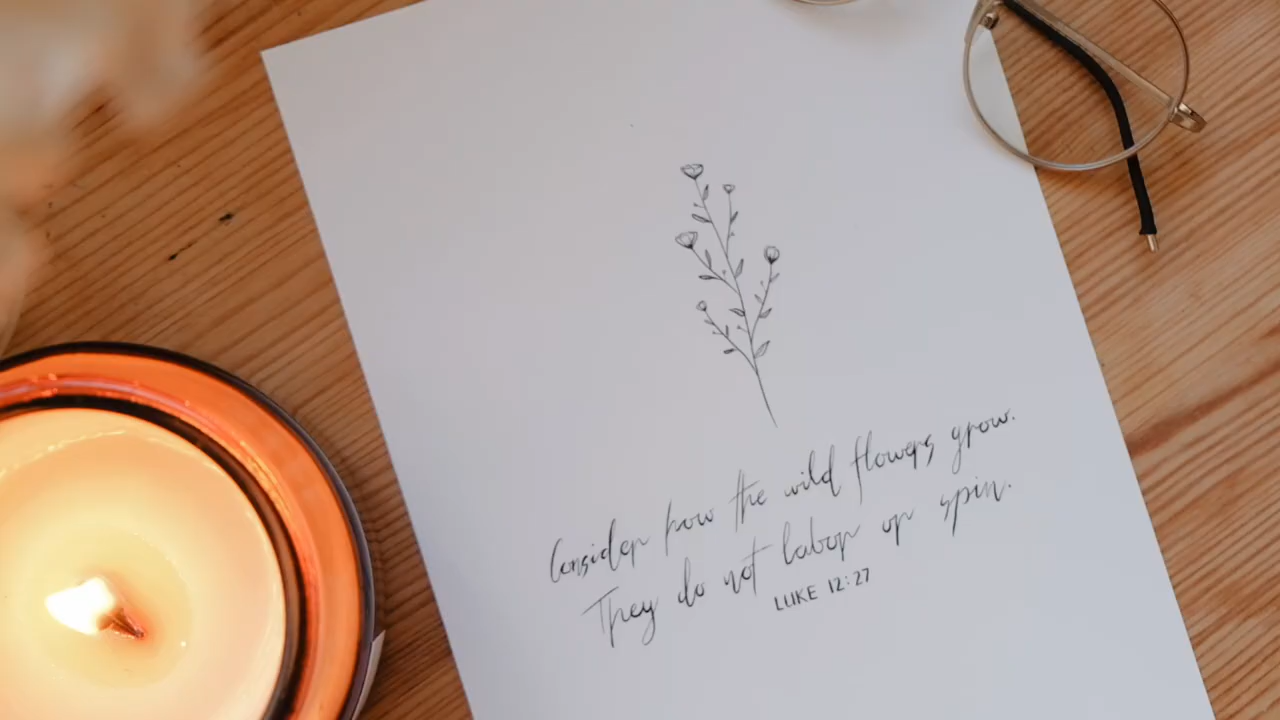 Consider how the wild flowers grow.
They do not labor or spin.
LUKE 12:27